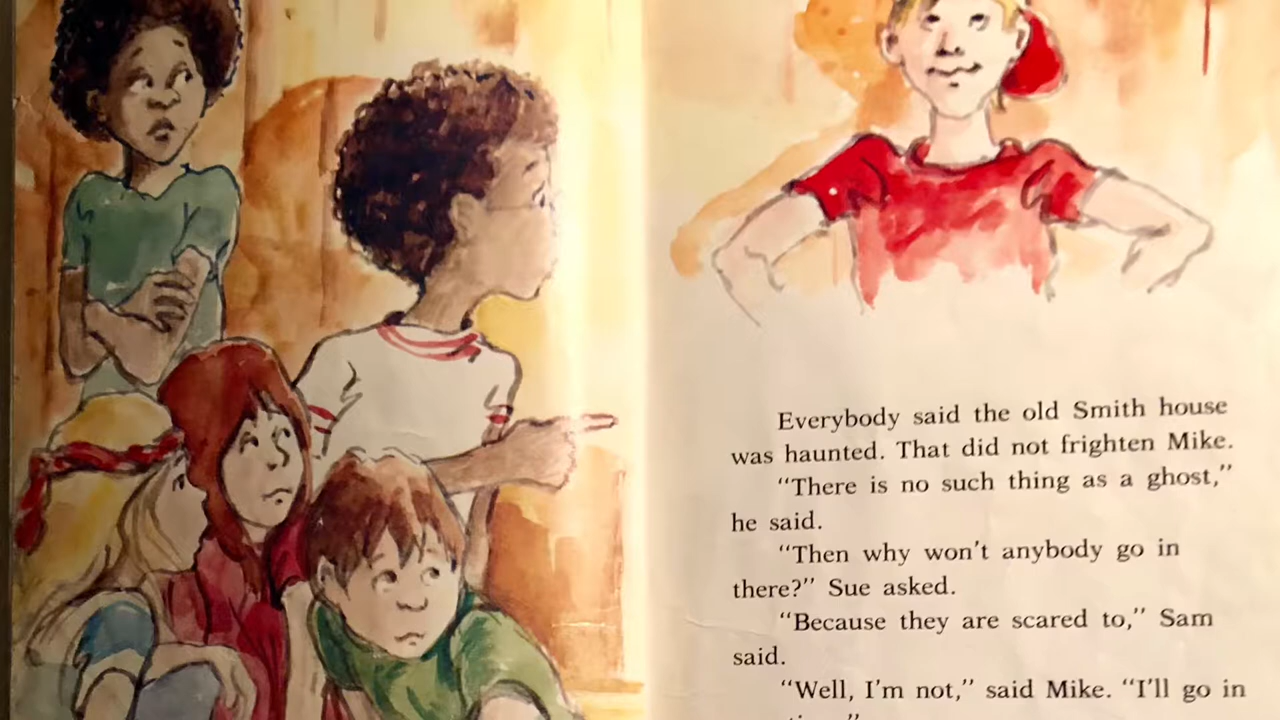 Everybody said the old Smith house
was haunted. That did not frighten Mike.
“There is no such thing as a ghost,”
he said.
“Then why won't anybody go in
there?” Sue asked.
“Because they are scared to,” Sam
said.
“Well, I'm not,” said Mike. “I'll go in